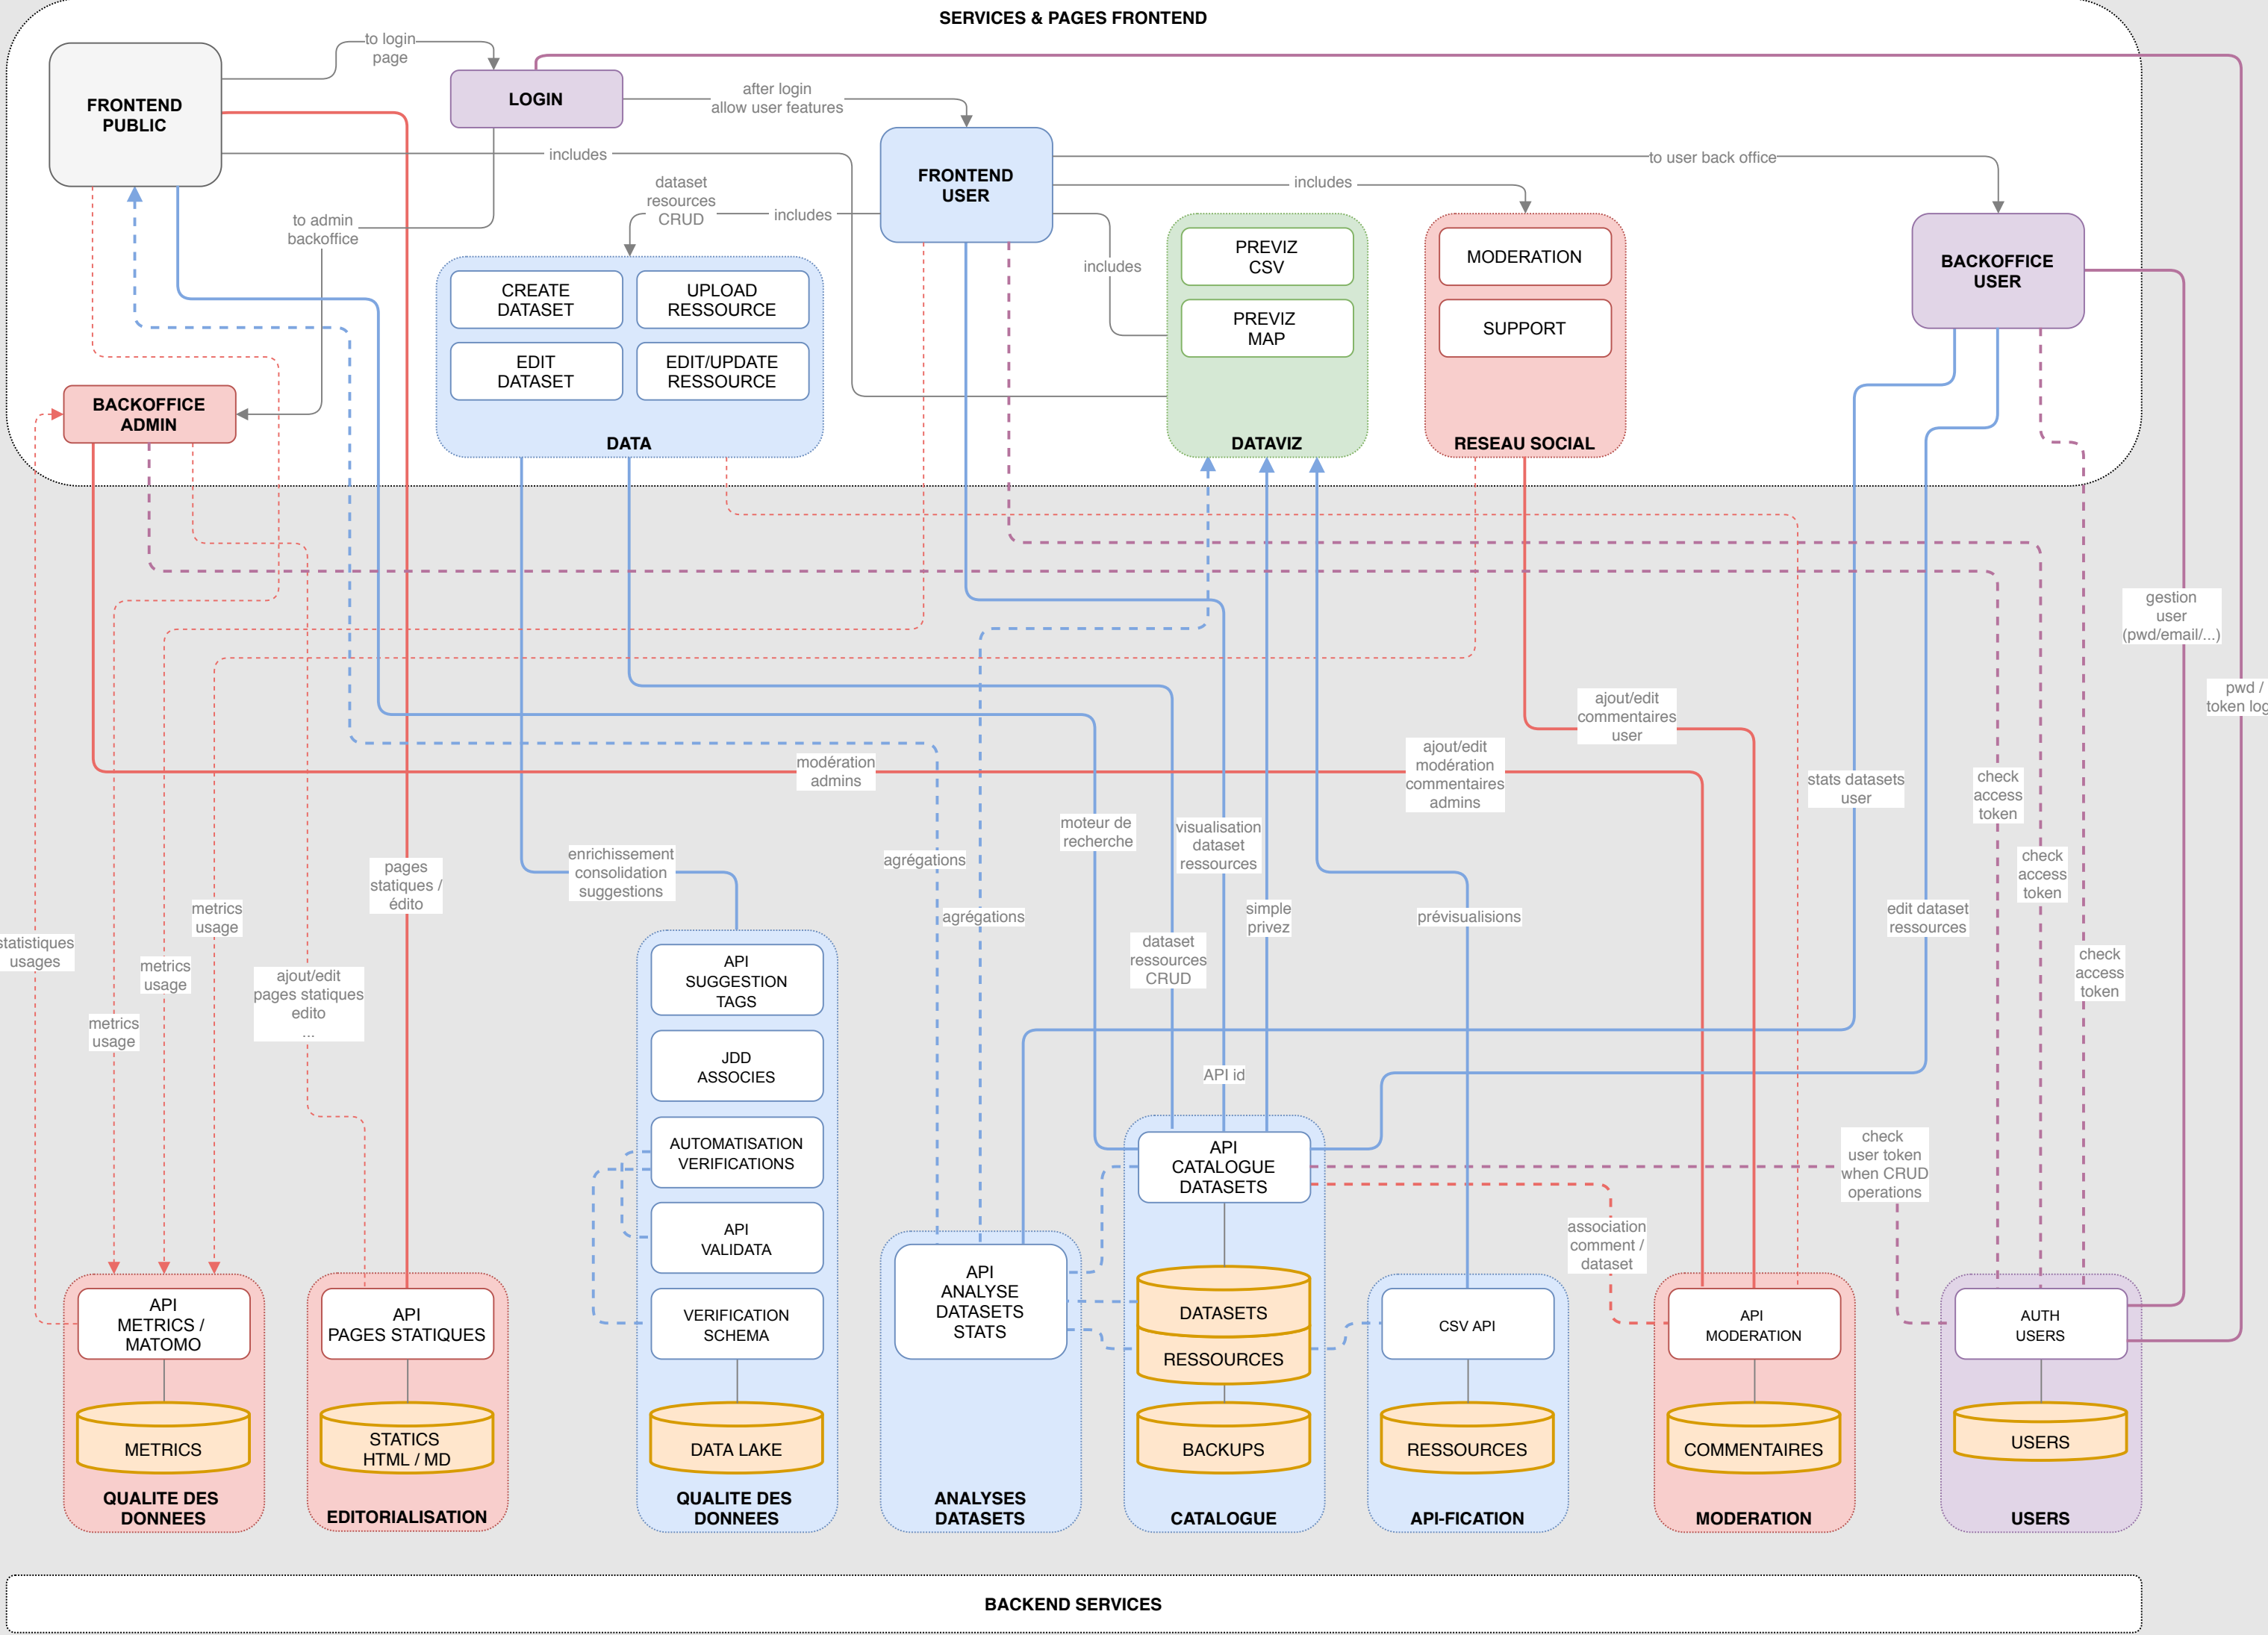 SERVICES & PAGES FRONTEND
to login
page
FRONTEND
PUBLIC
LOGIN
after login
allow user features
includes
FRONTEND
USER
to user back office
includes
dataset
resources
CRUD
includes
to admin
backoffice
includes
PREVIZ
CSV
PREVIZ
MAP
DATAVIZ
MODERATION
SUPPORT
RESEAU SOCIAL
BACKOFFICE
USER
CREATE
DATASET
UPLOAD
RESSOURCE
EDIT
DATASET
EDIT/UPDATE
RESSOURCE
DATA
BACKOFFICE
ADMIN
gestion
user
(pwd/email/...)
pwd /
token log
ajout/edit
commentaires
user
modération
admins
ajout/edit
modération
commentaires
admins
stats datasets
user
check
access
token
moteur de
recherche
visualisation
dataset
ressources
enrichissement
consolidation
suggestions
agrégations
pages
statiques /
édito
check
access
token
metrics
usage
agrégations
simple
privez
prévisualisions
edit dataset
ressources
statistiques
usages
metrics
usage
dataset
ressources
CRUD
check
access
token
ajout/edit
pages statiques
edito
...
metrics
usage
API id
API
SUGGESTION
TAGS
JDD
ASSOCIES
AUTOMATISATION
VERIFICATIONS
API
VALIDATA
VERIFICATION
SCHEMA
DATA LAKE
QUALITE DES
DONNEES
API
CATALOGUE
DATASETS
check
user token
when CRUD
operations
association
comment /
dataset
API
METRICS /
MATOMO
METRICS
QUALITE DES
DONNEES
API
PAGES STATIQUES
STATICS
HTML / MD
EDITORIALISATION
API
ANALYSE
DATASETS
STATS
ANALYSES
DATASETS
DATASETS
RESSOURCES
BACKUPS
CATALOGUE
CSV API
RESSOURCES
API-FICATION
API
MODERATION
COMMENTAIRES
MODERATION
AUTH
USERS
USERS
USERS
BACKEND SERVICES